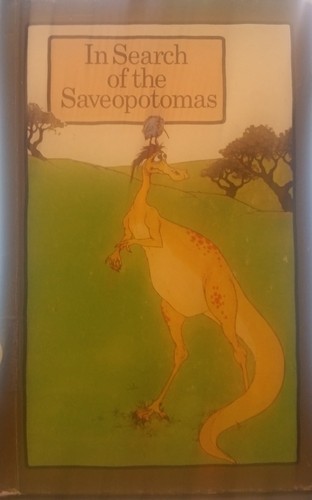 In Search
of the
Saveopotomas